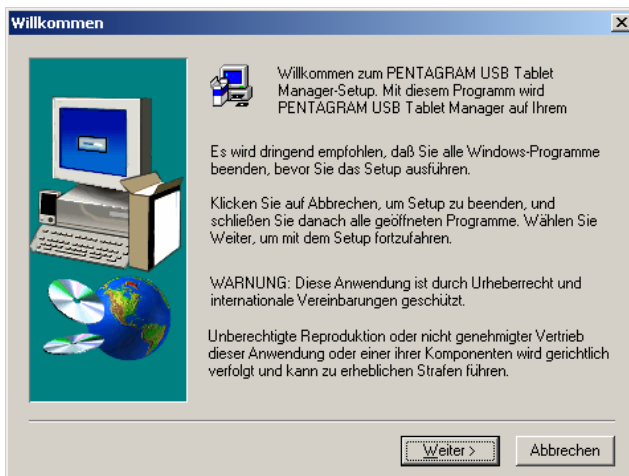 Willkommen
Willkommen zum PENTAGRAM USB Tablet
Manager-Setup. Mit diesem Programm wird
PENTAGRAM USB Tablet Manager auf Ihrem
Es wird dringend empfohlen, daß Sie alle Windows-Programme
beenden, bevor Sie das Setup ausführen.
Klicken Sie auf Abbrechen, um Setup zu beenden, und
schließen Sie danach alle geöffneten Programme. Wählen Sie
Weiter, um mit dem Setup fortzufahren.
WARNUNG: Diese Anwendung ist durch Urheberrecht und
internationale Vereinbarungen geschützt.
Unberechtigte Reproduktion oder nicht genehmigter Vertrieb
dieser Anwendung oder einer ihrer Komponenten wird gerichtlich
verfolgt und kann zu erheblichen Strafen führen.
Weiter >
Abbrechen